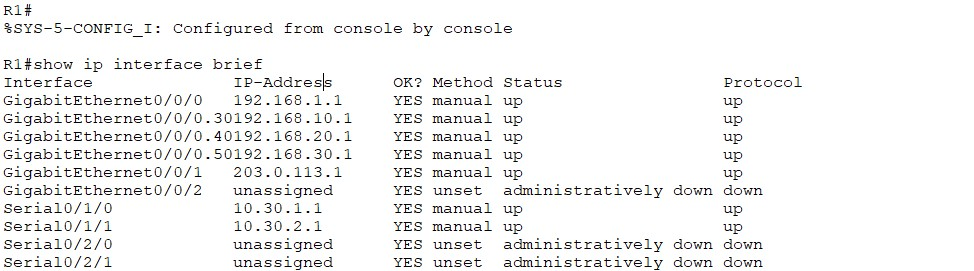 R1#
%SYS-5-CONFIG_I: Configured from console by console
R1#show ip interface brief
Interface IP-Address OK? Method Status Protocol
GigabitEthernet0/0/0 192.168.1.1 YES manual up up
GigabitEthernet0/0/0.30192.168.10.1 YES manual up up
GigabitEthernet0/0/0.40192.168.20.1 YES manual up up
GigabitEthernet0/0/0.50192.168.30.1 YES manual up up
GigabitEthernet0/0/1 203.0.113.1 YES manual up up
GigabitEthernet0/0/2 unassigned YES unset administratively down down
Serial0/1/0 10.30.1.1 YES manual up up
Serial0/1/1 10.30.2.1 YES manual up up
Serial0/2/0 unassigned YES unset administratively down down
Serial0/2/1 unassigned YES unset administratively down down